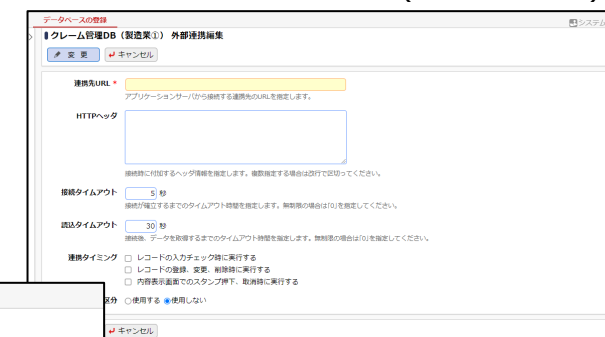 データベースの登録
システム
クレーム管理DB（製造業①） 外部連携編集
変 更
キャンセル
連携先URL *
アプリケーションサーバから接続する連携先のURLを指定します。
HTTPヘッダ
接続時に付加するヘッダ情報を指定します。複数指定する場合は改行で区切ってください。
接続タイムアウト 5 秒
接続が確立するまでのタイムアウト時間を指定します。無制限の場合は「0」を指定してください。
読込タイムアウト 30 秒
接続後、データを取得するまでのタイムアウト時間を指定します。無制限の場合は「0」を指定してください。
連携タイミング
レコードの入力チェック時に実行する
レコードの登録、変更、削除時に実行する
内容表示画面でのスタンプ押下、取消時に実行する
区分 使用する 使用しない
キャンセル